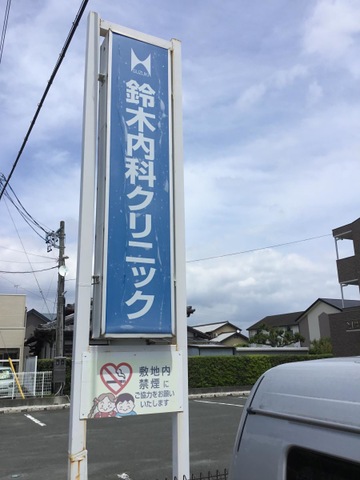 鈴木内科クリニック
敷地内
禁煙に
ご協力をお願い
いたします